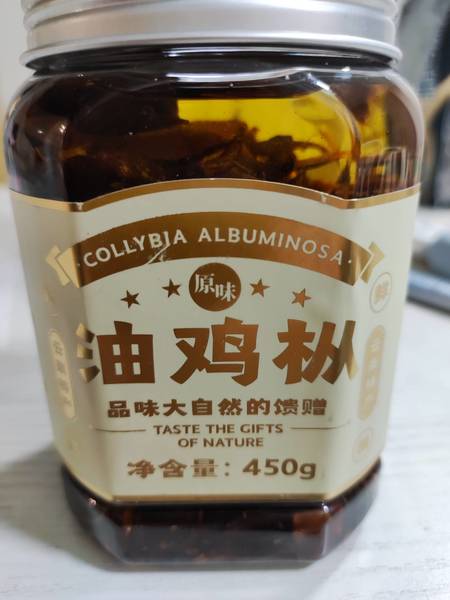 COLLYBIA ALBUMINOSA
原味
油鸡枞
品味大自然的馈赠
TASTE THE GIFTS
OF NATURE
净含量：450g